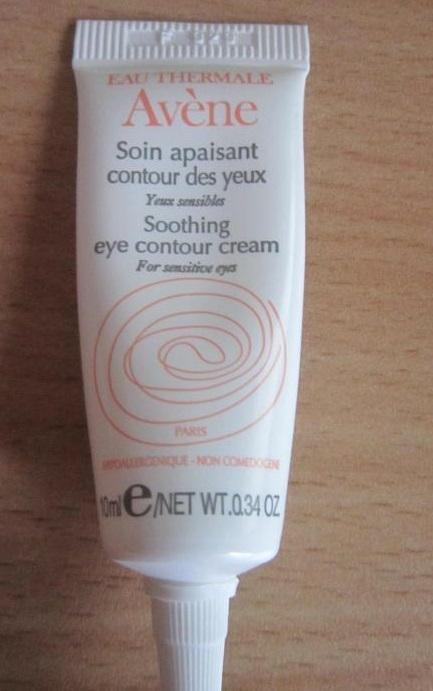 EAU THERMALE
Avène
Soin apaisant
contour des yeux
Yeux sensibles
Soothing
eye contour cream
For sensitive eyes
PARIS
HYPOALLERGENIQUE - NON COMEDOGENE
10ml e/NET WT.0.34 OZ.